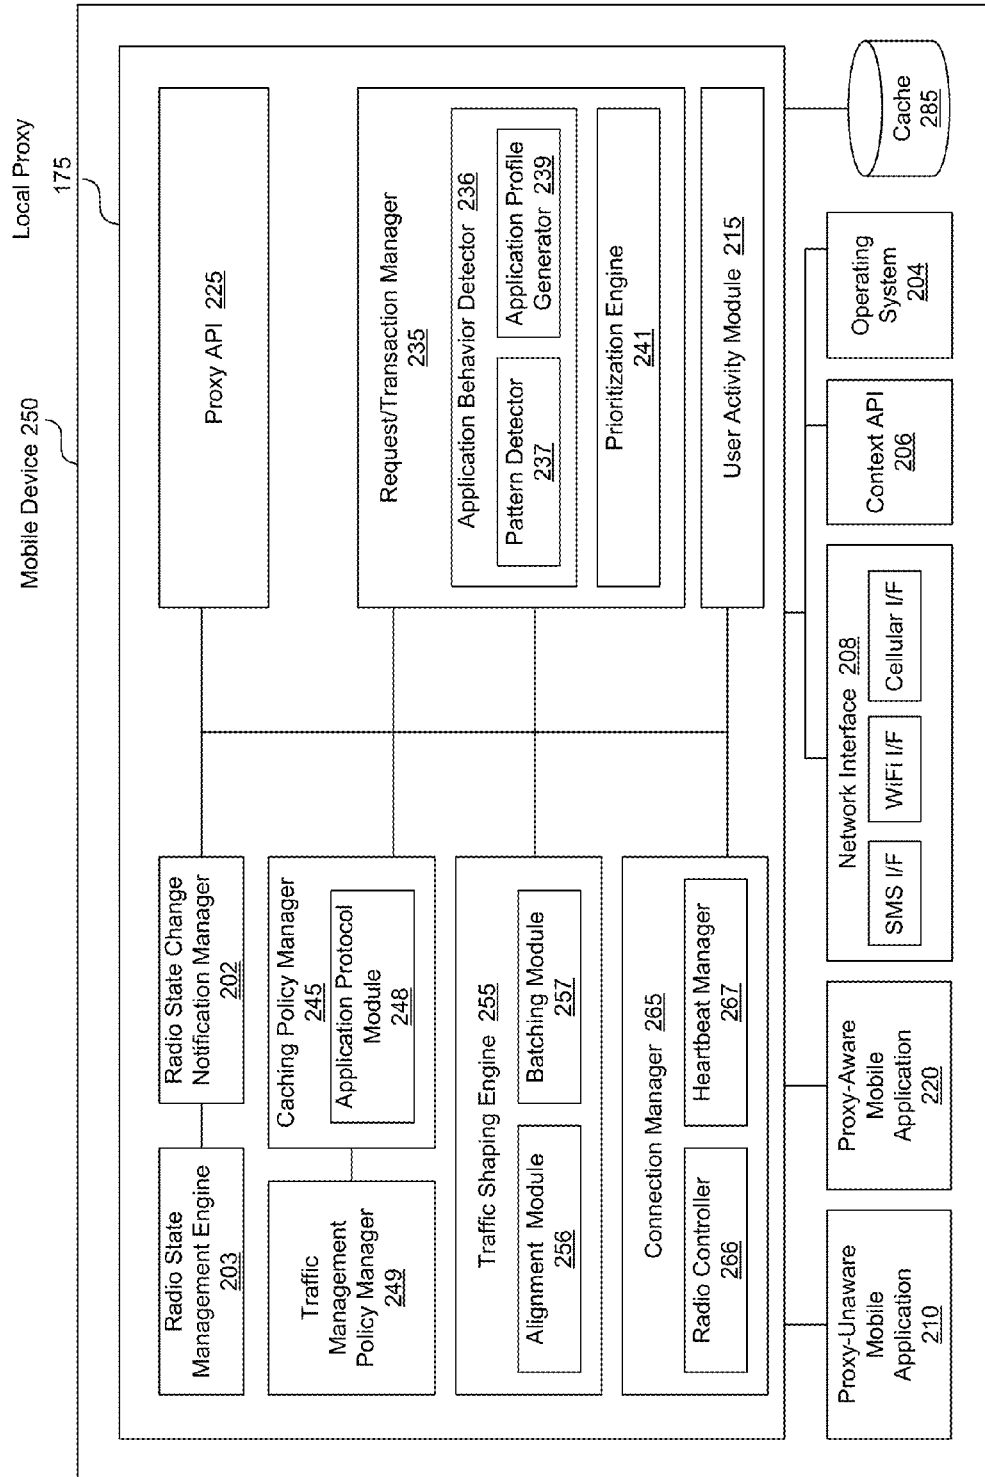 Mobile Device 250
Local Proxy
175
Radio State
Management Engine
203
Radio State Change
Notification Manager
202
Proxy API 225
Traffic
Management
Policy Manager
249
Caching Policy Manager
245
Application Protocol
Module
248
Request/Transaction Manager
235
Application Behavior Detector 236
Pattern Detector
237
Application Profile
Generator 239
Prioritization Engine
241
Traffic Shaping Engine 255
Alignment Module
256
Batching Module
257
Connection Manager 265
Radio Controller
266
Heartbeat Manager
267
User Activity Module 215
Proxy-Unaware
Mobile
Application
210
Proxy-Aware
Mobile
Application
220
Network Interface 208
SMS I/F
WiFi I/F
Cellular I/F
Context API
206
Operating
System
204
Cache
285